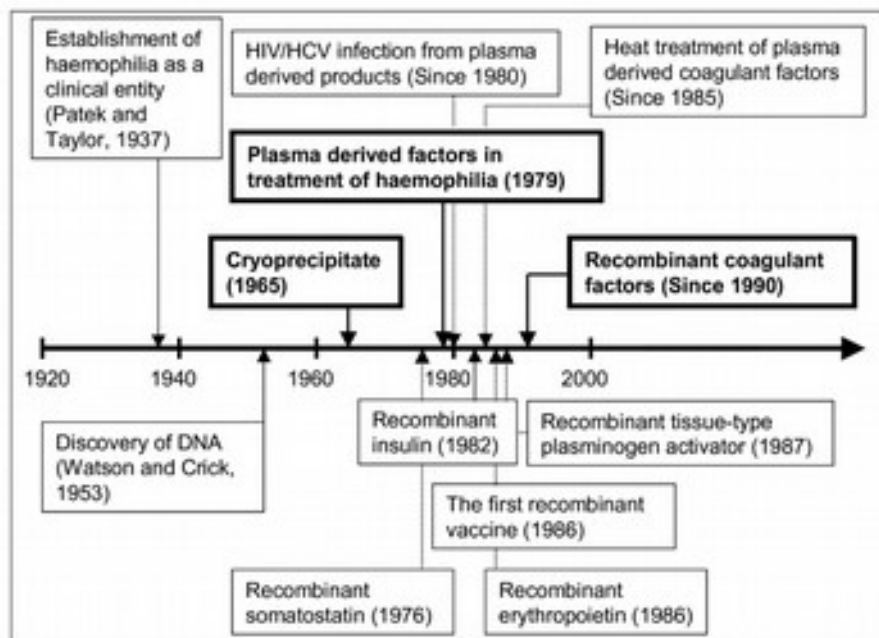 Establishment of
haemophilia as a
clinical entity
(Patek and
Taylor, 1937)
HIV/HCV infection from plasma
derived products (Since 1980)
Heat treatment of plasma
derived coagulant factors
(Since 1985)
Plasma derived factors in
treatment of haemophilia (1979)
Cryoprecipitate
(1965)
Recombinant coagulant
factors (Since 1990)
1920
1940
1960
1980
2000
Discovery of DNA
(Watson and Crick,
1953)
Recombinant
insulin (1982)
Recombinant tissue-type
plasminogen activator (1987)
The first recombinant
vaccine (1986)
Recombinant
somatostatin (1976)
Recombinant
erythropoietin (1986)